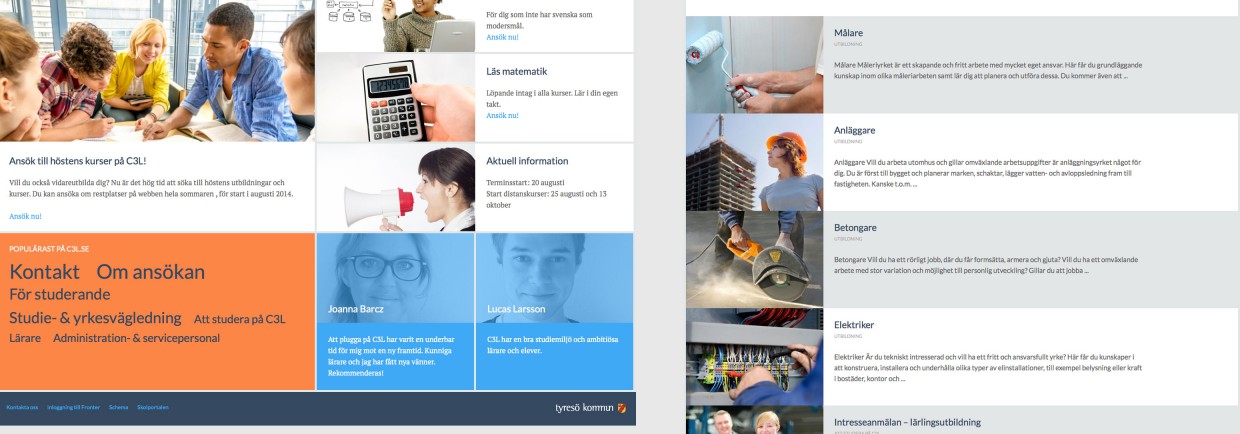 För dig som inte har svenska som
modersmål.
Ansök nu!
Läs matematik
Löpande intag i alla kurser. Lär i din egen
takt.
Ansök nu!
Ansök till höstens kurser på C3L!
Vill du också vidareutbilda dig? Nu är det hög tid att söka till höstens utbildningar och
kurser. Du kan ansöka om restplatser på webben hela sommaren , för start i augusti 2014.
Ansök nu!
Aktuell information
Terminsstart: 20 augusti
Start distanskurser: 25 augusti och 13
oktober
POPULÄRAST PÅ C3L.SE
Kontakt Om ansökan
För studerande
Studie- & yrkesvägledning Att studera på C3L
Lärare Administration- & servicepersonal
Joanna Barcz
Att plugga på C3L har varit en underbar
tid för mig mot en ny framtid. Kunniga
lärare och jag har fått nya vänner.
Rekommenderas!
Lucas Larsson
C3L har en bra studiemiljö och ambitiösa
lärare och elever.
Kontakta oss Inloggning till Fronter Schema Skolportalen
tyresö kommun
Målare
UTBILDNING
Målare Måleriyrket är ett skapande och fritt arbete med mycket eget ansvar. Här får du grundläggande
kunskap inom olika måleriarbeten samt lär dig att planera och utföra dessa. Du kommer även att ...
Anläggare
UTBILDNING
Anläggare Vill du arbeta utomhus och gillar omväxlande arbetsuppgifter är anläggningsyrket något för
dig. Du är först till bygget och planerar marken, schaktar, lägger vatten- och avloppsledning fram till
fastigheten. Kanske t.o.m. ...
Betongare
UTBILDNING
Betongare Vill du ha ett rörligt jobb, där du får formsätta, armera och gjuta? Vill du ha ett omväxlande
arbete med stor variation och möjlighet till personlig utveckling? Gillar du att jobba ...
Elektriker
UTBILDNING
Elektriker Är du tekniskt intresserad och vill ha ett fritt och ansvarsfullt yrke? Här får du kunskaper i
att konstruera, installera och underhålla olika typer av elinstallationer, till exempel belysning eller kraft
i bostäder, kontor och ...
Intresseanmälan – lärlingsutbildning